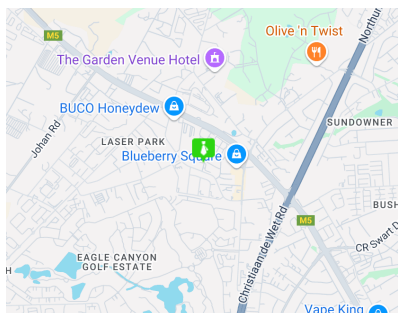 Olive 'n Twist
M5
Northum
The Garden Venue Hotel
BUCO Honeydew
Johan Rd
LASER PARK
SUNDOWNER
Blueberry Square
BUSH
M5
Christiaan de Wet Rd
CR Swart D
EAGLE CANYON
GOLF ESTATE
H
Vape King